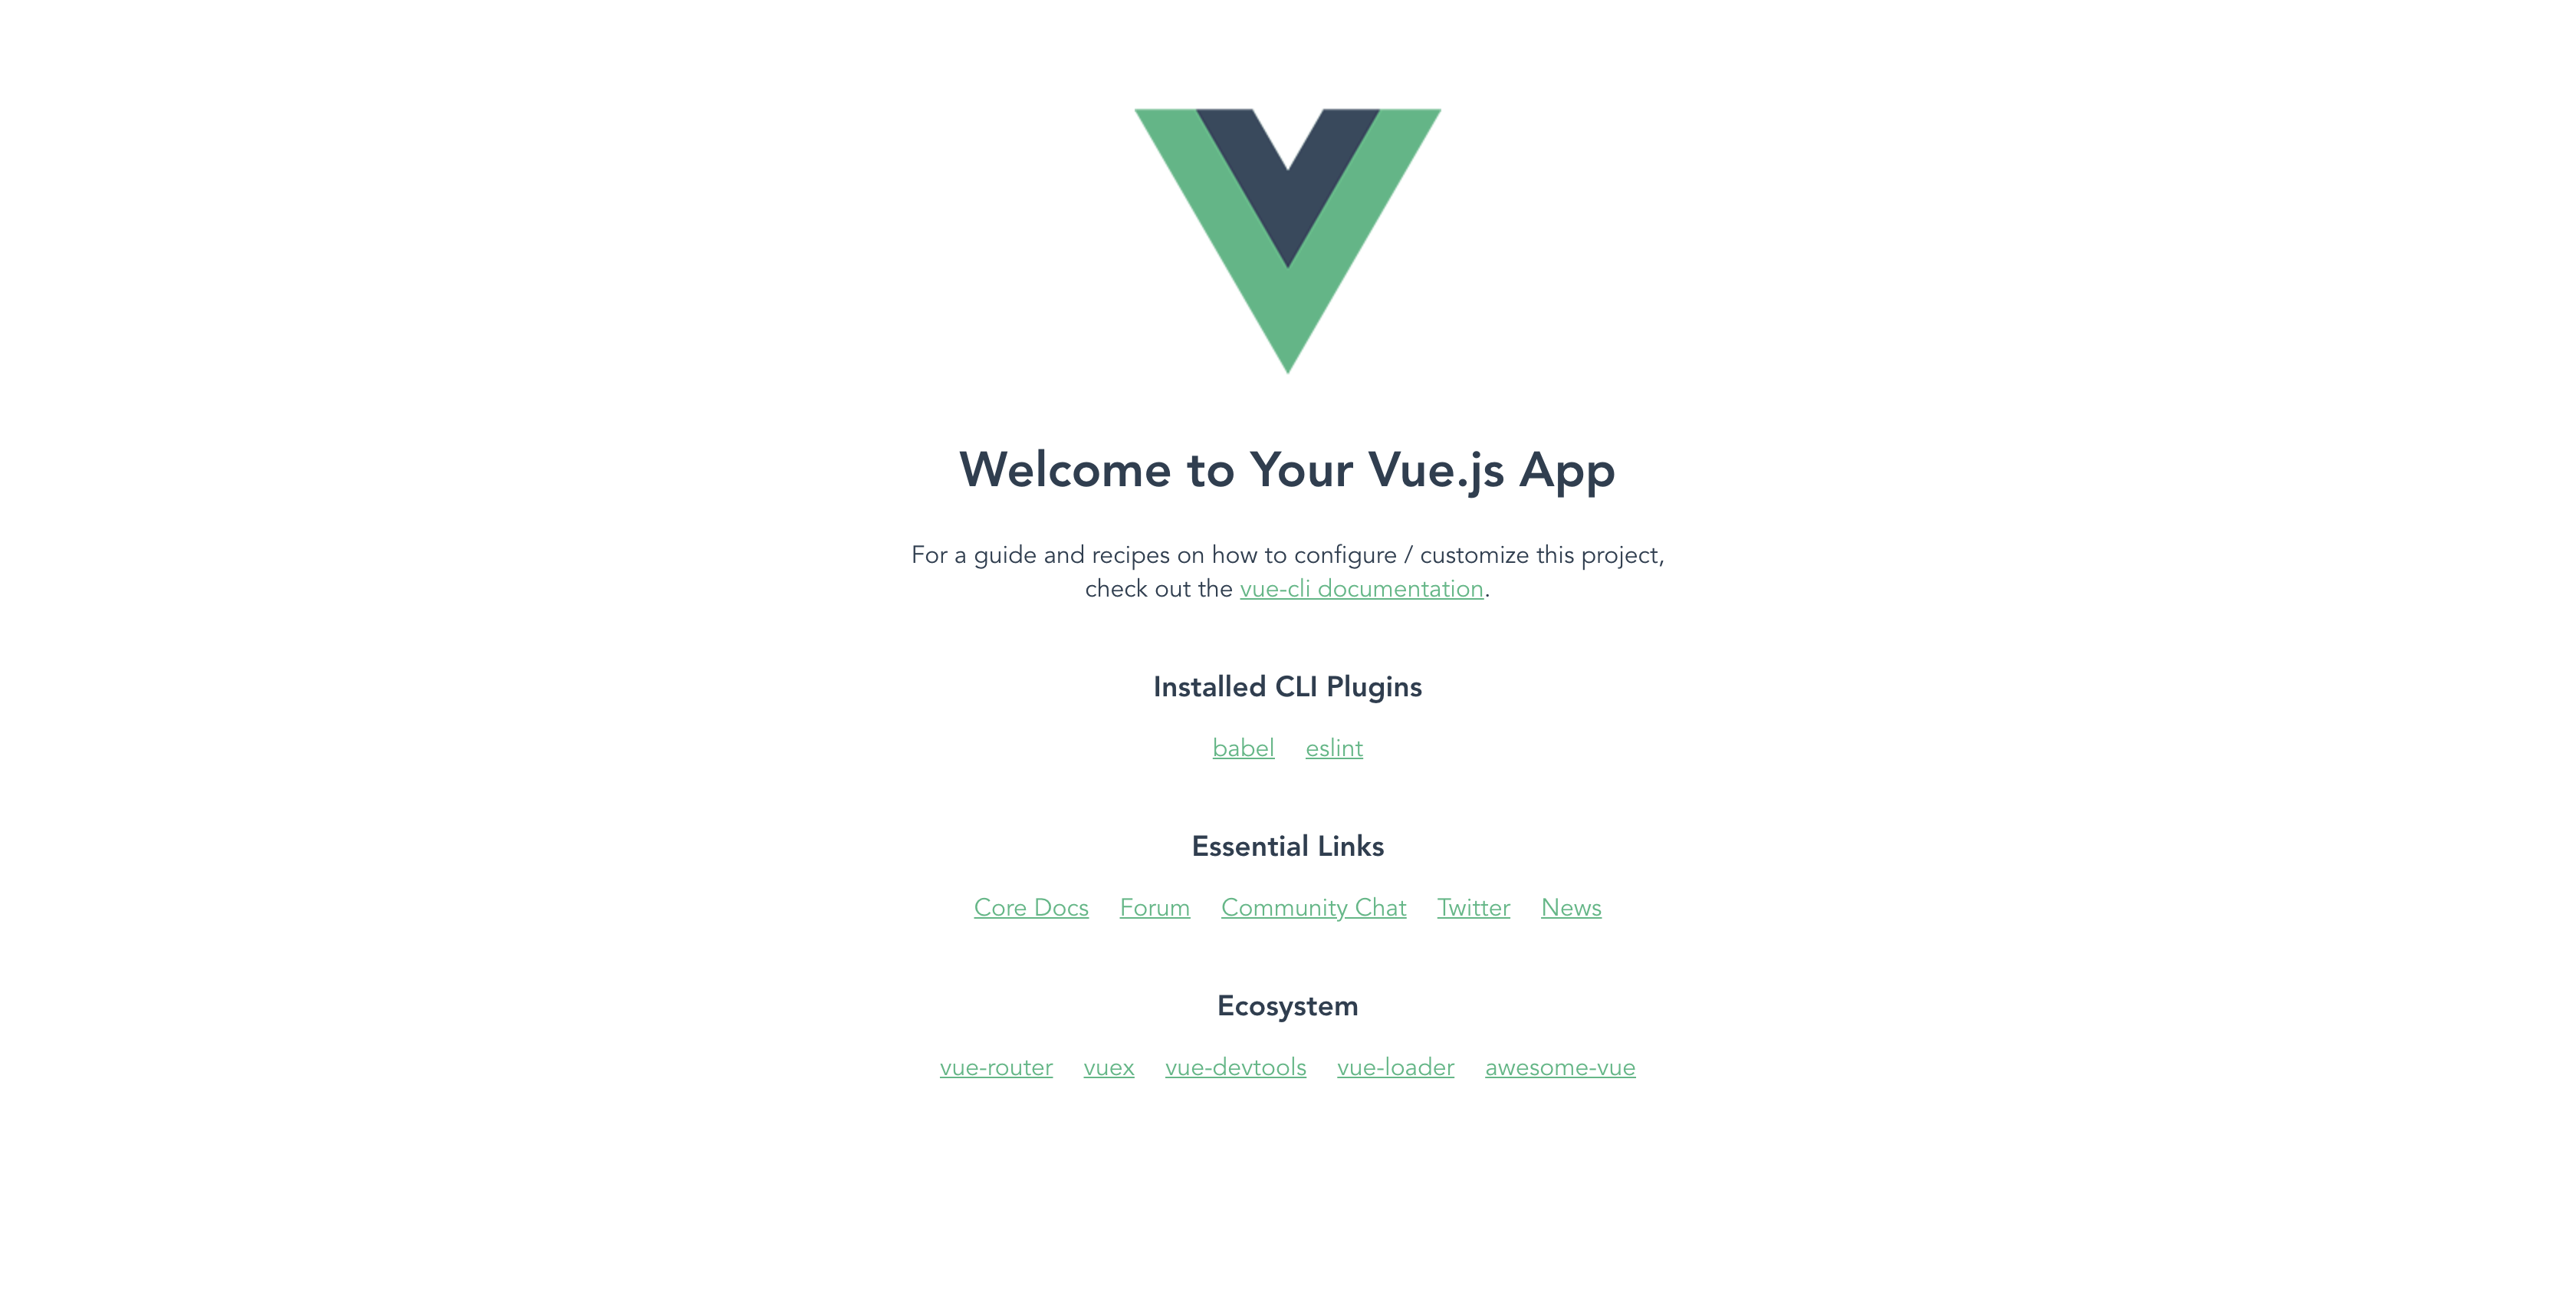 Welcome to Your Vue.js App
For a guide and recipes on how to configure / customize this project,
check out the vue-cli documentation.
Installed CLI Plugins
babel eslint
Essential Links
Core Docs Forum Community Chat Twitter News
Ecosystem
vue-router vuex vue-devtools vue-loader awesome-vue